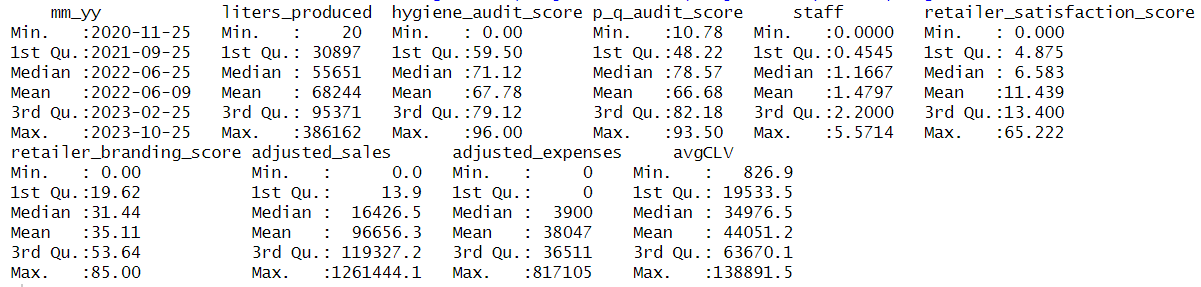 mm_yy liters_produced hygiene_audit_score p_q_audit_score staff retailer_satisfaction_score
Min. :2020-11-25 Min. : 20 Min. : 0.00 Min. :10.78 Min. :0.0000 Min. : 0.000
1st Qu.:2021-09-25 1st Qu.: 30897 1st Qu.:59.50 1st Qu.:48.22 1st Qu.:0.4545 1st Qu.: 4.875
Median :2022-06-25 Median : 55651 Median :71.12 Median :78.57 Median :1.1667 Median : 6.583
Mean :2022-06-09 Mean : 68244 Mean :67.78 Mean :66.68 Mean :1.4797 Mean :11.439
3rd Qu.:2023-02-25 3rd Qu.: 95371 3rd Qu.:79.12 3rd Qu.:82.18 3rd Qu.:2.2000 3rd Qu.:13.400
Max. :2023-10-25 Max. :386162 Max. :96.00 Max. :93.50 Max. :5.5714 Max. :65.222
retailer_branding_score adjusted_sales adjusted_expenses avgCLV
Min. : 0.00 Min. : 0.0 Min. : 0 Min. : 826.9
1st Qu.:19.62 1st Qu.: 13.9 1st Qu.: 0 1st Qu.: 19533.5
Median :31.44 Median : 16426.5 Median : 3900 Median : 34976.5
Mean :35.11 Mean : 96656.3 Mean : 38047 Mean : 44051.2
3rd Qu.:53.64 3rd Qu.: 119327.2 3rd Qu.: 36511 3rd Qu.: 63670.1
Max. :85.00 Max. :1261444.1 Max. :817105 Max. :138891.5